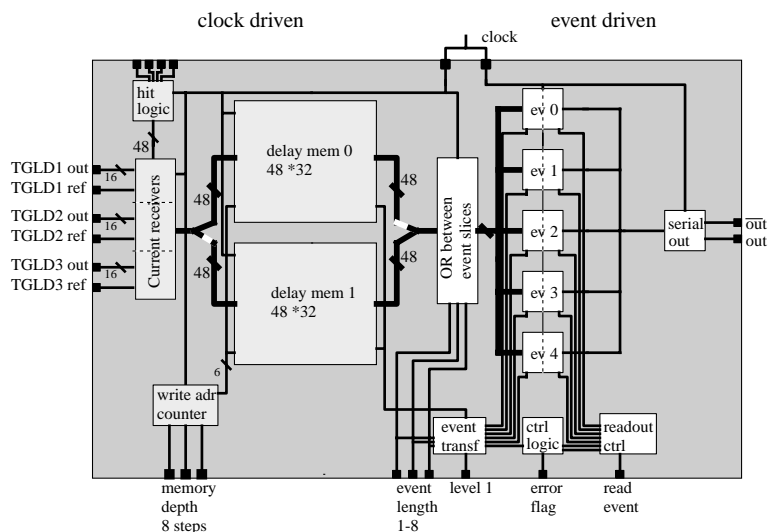 clock driven
event driven
clock
hit
logic
48
TGLD1 out
16
TGLD1 ref
TGLD2 out
16
TGLD2 ref
TGLD3 out
16
TGLD3 ref
Current receivers
48
48
delay mem 0
48 *32
delay mem 1
48 *32
48
48
OR between
event slices
ev 0
ev 1
ev 2
ev 3
ev 4
serial
out
out
out
6
write adr
counter
event
transf
ctrl
logic
readout
ctrl
memory
depth
8 steps
event
length
1-8
level 1
error
flag
read
event